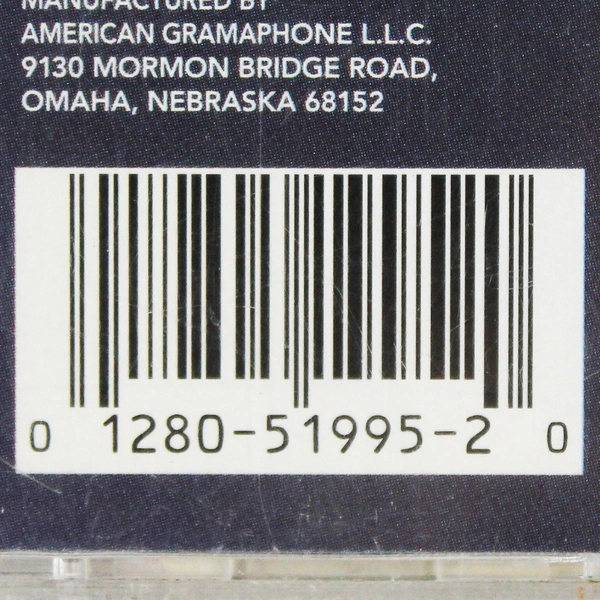 MANUFACTURED BY
AMERICAN GRAMAPHONE L.L.C.
9130 MORMON BRIDGE ROAD,
OMAHA, NEBRASKA 68152
0 1280-51995-2 0